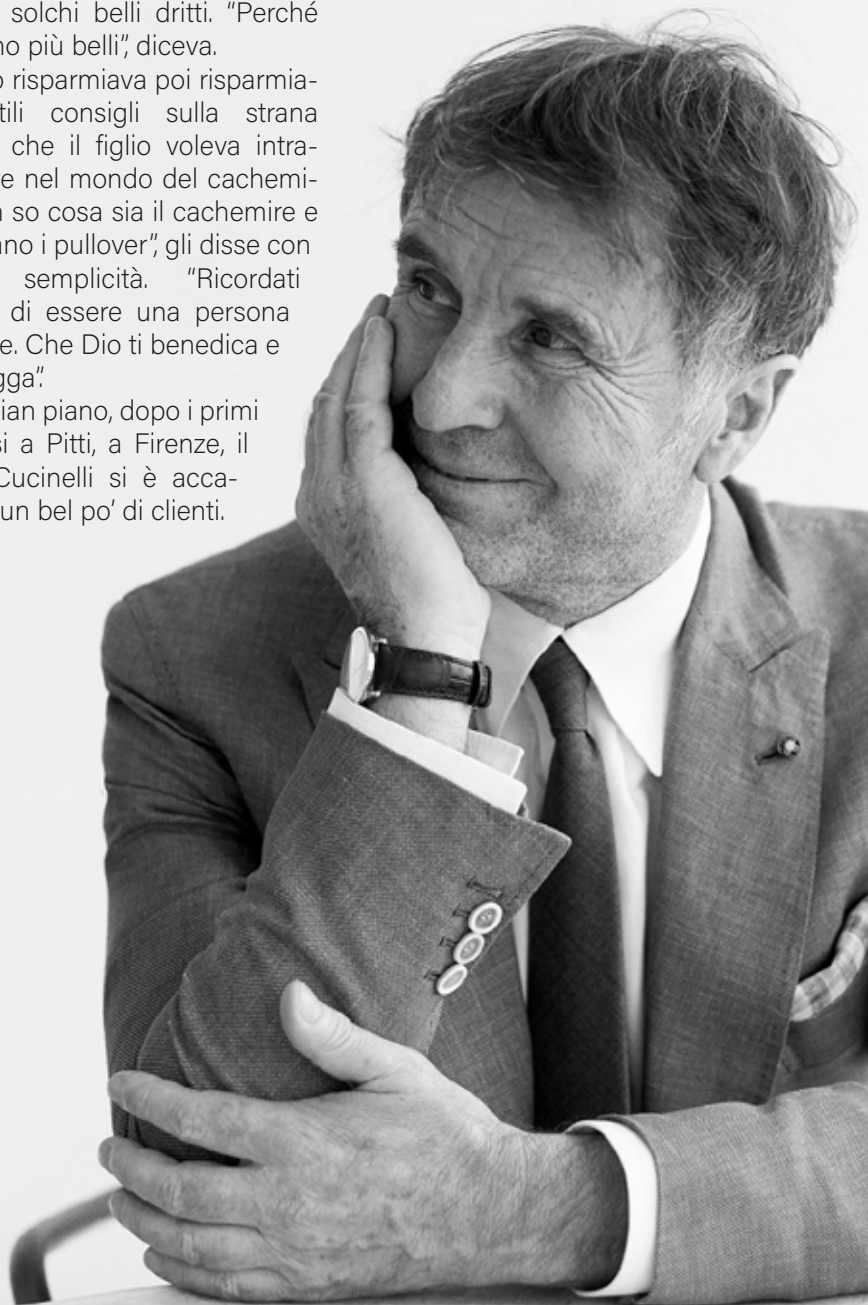 solchi belli dritti. “Perché
no più belli”, diceva.
o risparmiava poi risparmia-
tili consigli sulla strana
che il figlio voleva intra-
e nel mondo del cachemi-
n so cosa sia il cachemire e
nno i pullover”, gli disse con
semplicità. “Ricordati
di essere una persona
e. Che Dio ti benedica e
gga”.
ian piano, dopo i primi
si a Pitti, a Firenze, il
Cucinelli si è acca-
un bel po’ di clienti.